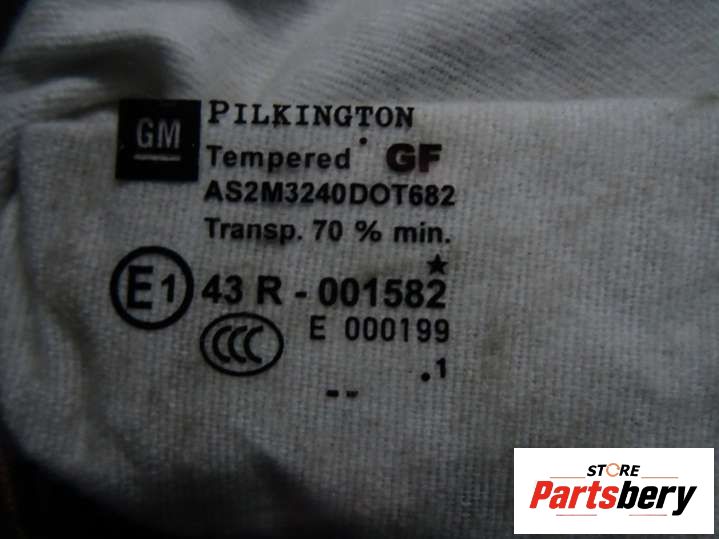 GM PILKINGTON
Tempered GF
AS2M3240DOT682
Transp. 70 % min.
E1 43 R - 001582
CCC E 000199
.1
--
STORE
Partsbery